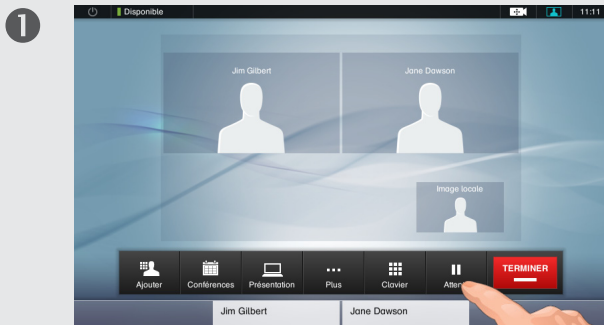 1
Disponible 11:11
Jim Gilbert Jane Dawson
Image locale
Ajouter Conférences Présentation Plus Clavier TERMINER
Jim Gilbert Jane Dawson